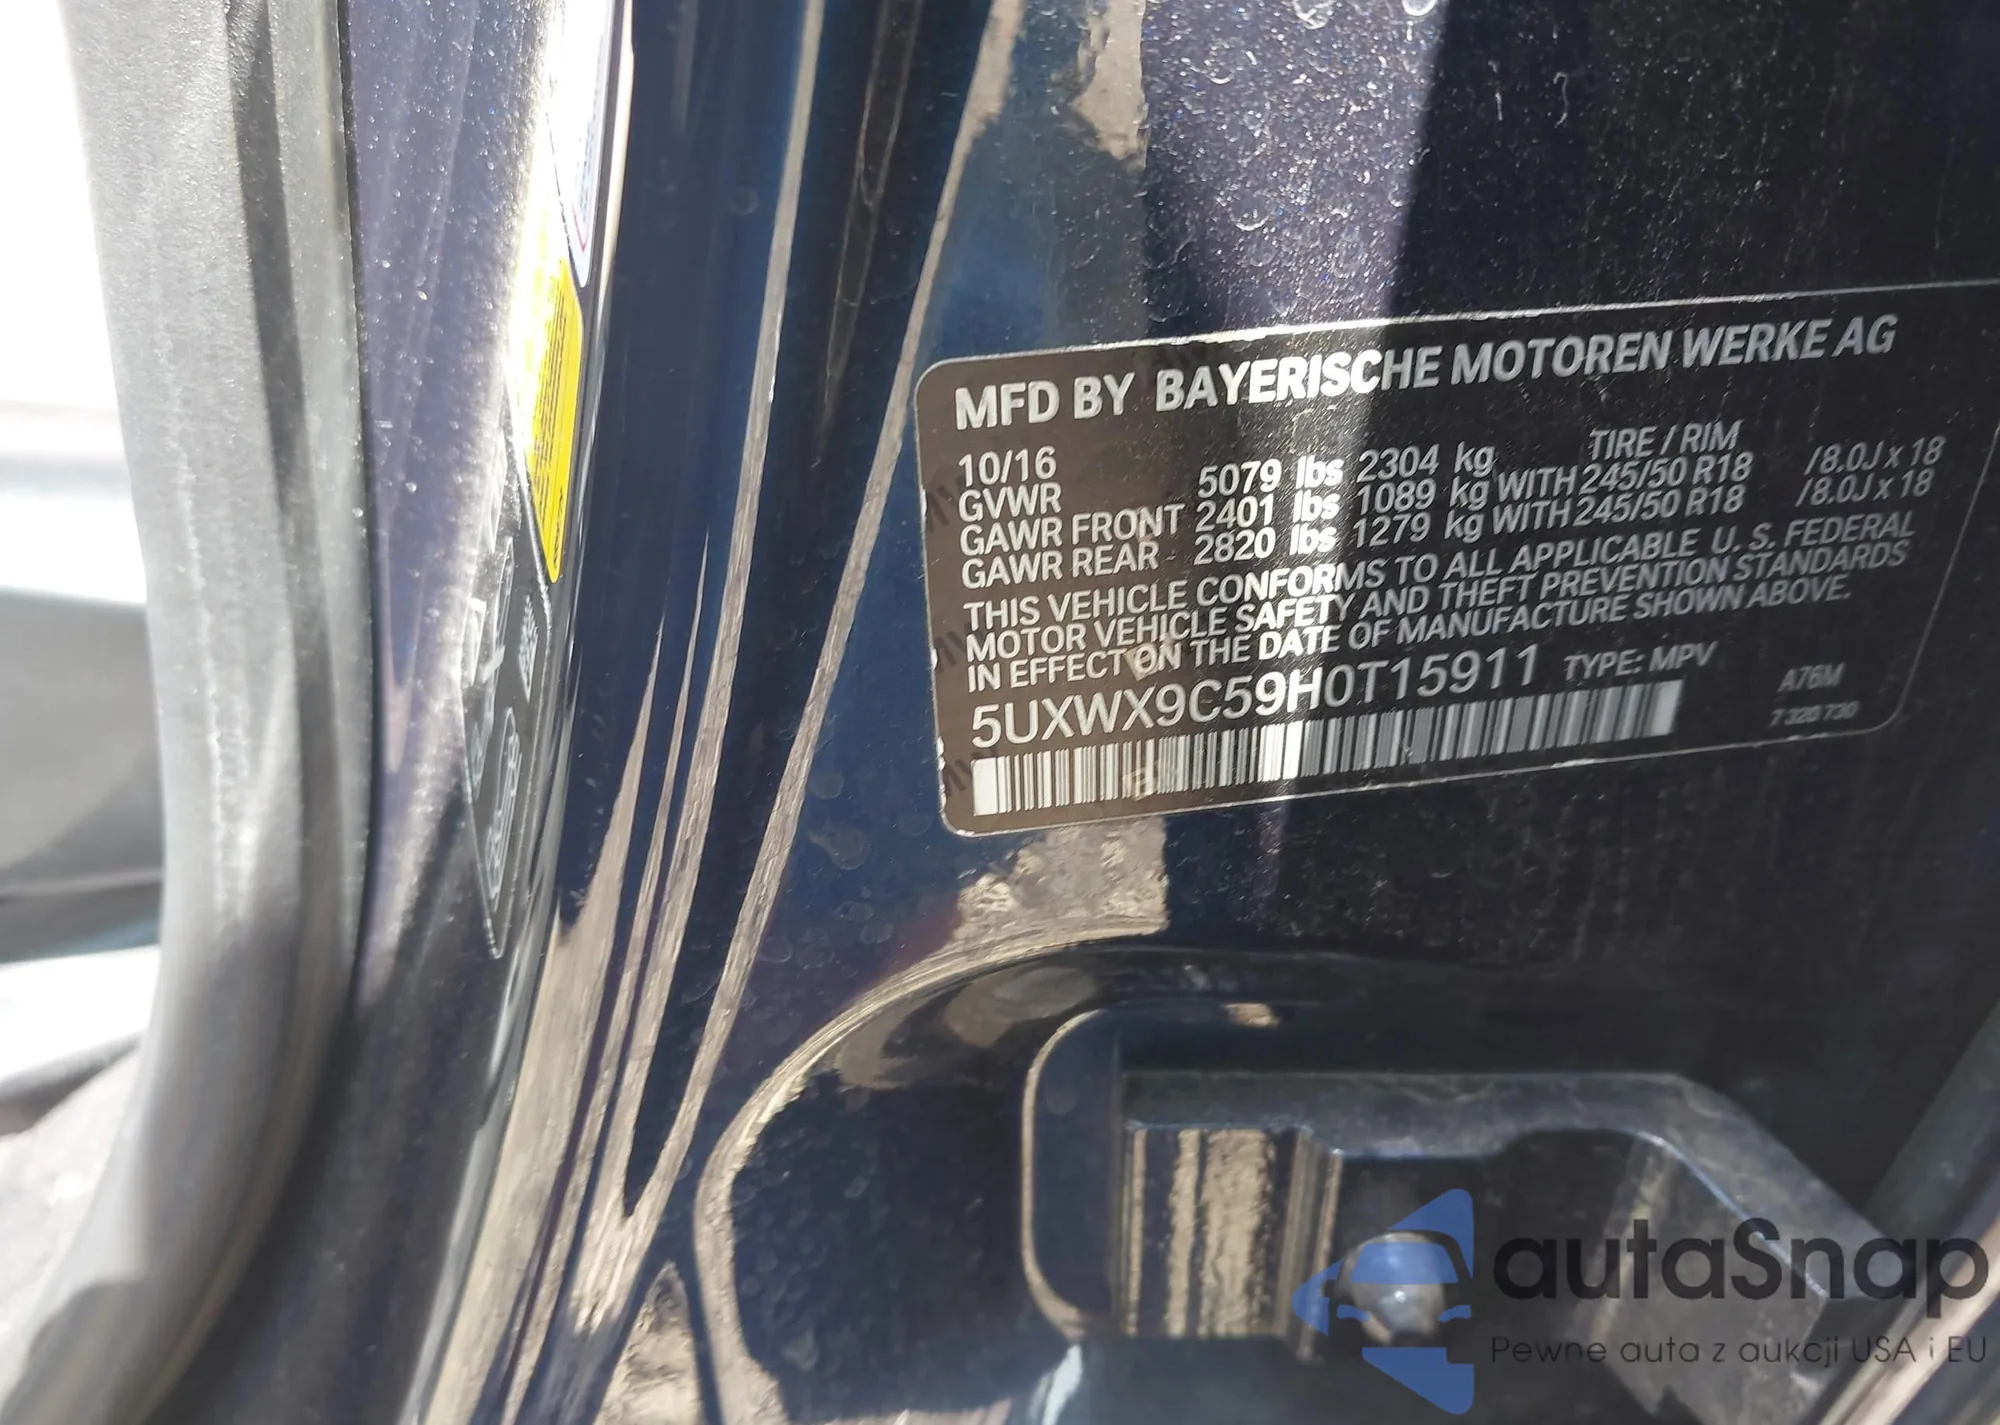 MFD BY BAYERISCHE MOTOREN WERKE AG
10/16 TIRE / RIM
GVWR 5079 lbs 2304 kg
GAWR FRONT 2401 lbs 1089 kg WITH 245/50 R18 /8.0J x 18
GAWR REAR 2820 lbs 1279 kg WITH 245/50 R18 /8.0J x 18
THIS VEHICLE CONFORMS TO ALL APPLICABLE U. S. FEDERAL
MOTOR VEHICLE SAFETY AND THEFT PREVENTION STANDARDS
IN EFFECT ON THE DATE OF MANUFACTURE SHOWN ABOVE.
5UXWX9C59H0T15911 TYPE: MPV A76M
7 320 730
autaSnap
Pewne auta z aukcji USA i EU